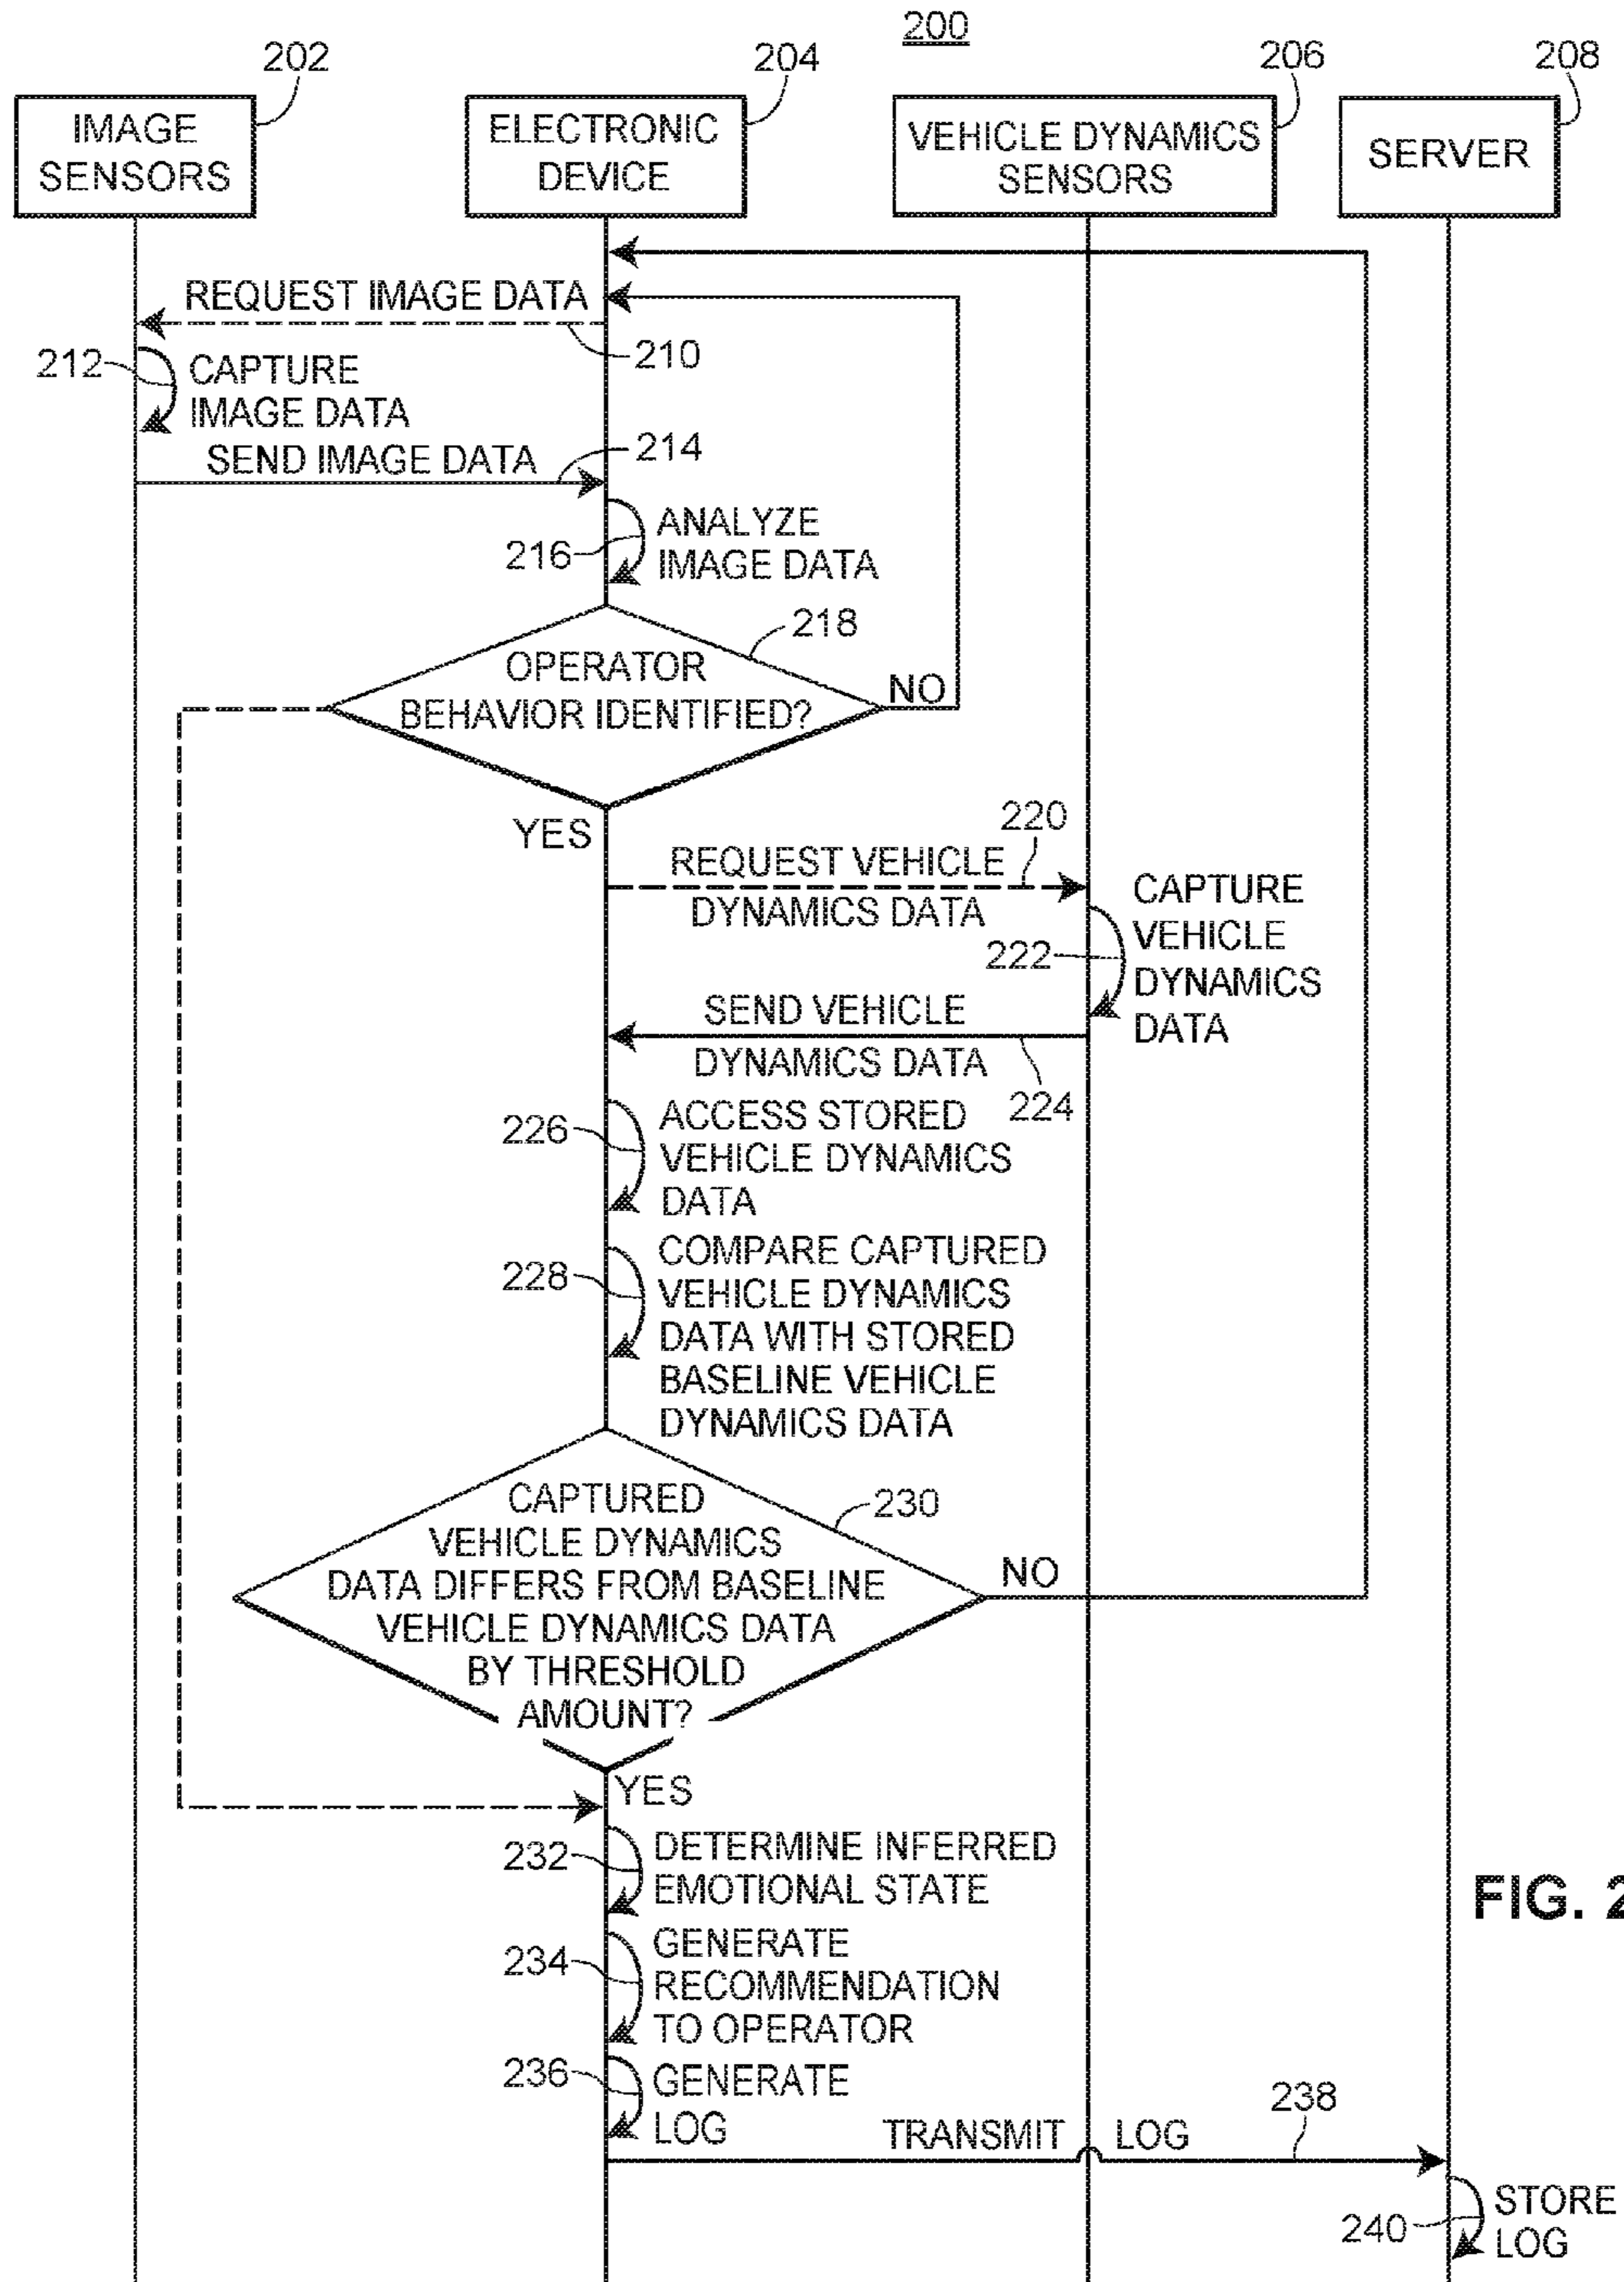 200
202
204
206
208
IMAGE
SENSORS
ELECTRONIC
DEVICE
VEHICLE DYNAMICS
SENSORS
SERVER
REQUEST IMAGE DATA
210
212
CAPTURE
IMAGE DATA
SEND IMAGE DATA
214
216
ANALYZE
IMAGE DATA
218
OPERATOR
BEHAVIOR IDENTIFIED?
NO
YES
220
REQUEST VEHICLE
DYNAMICS DATA
222
CAPTURE
VEHICLE
DYNAMICS
DATA
SEND VEHICLE
DYNAMICS DATA
224
226
ACCESS STORED
VEHICLE DYNAMICS
DATA
228
COMPARE CAPTURED
VEHICLE DYNAMICS
DATA WITH STORED
BASELINE VEHICLE
DYNAMICS DATA
230
CAPTURED
VEHICLE DYNAMICS
DATA DIFFERS FROM BASELINE
VEHICLE DYNAMICS DATA
BY THRESHOLD
AMOUNT?
NO
YES
232
DETERMINE INFERRED
EMOTIONAL STATE
234
GENERATE
RECOMMENDATION
TO OPERATOR
236
GENERATE
LOG
TRANSMIT LOG
238
240
STORE
LOG
FIG. 2